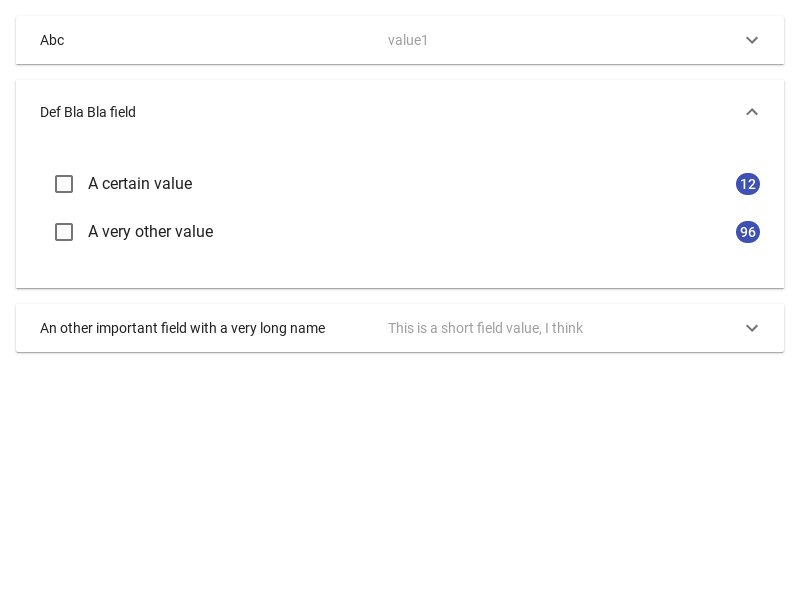 Abc value1
Def Bla Bla field
A certain value 12
A very other value 96
An other important field with a very long name This is a short field value, I think